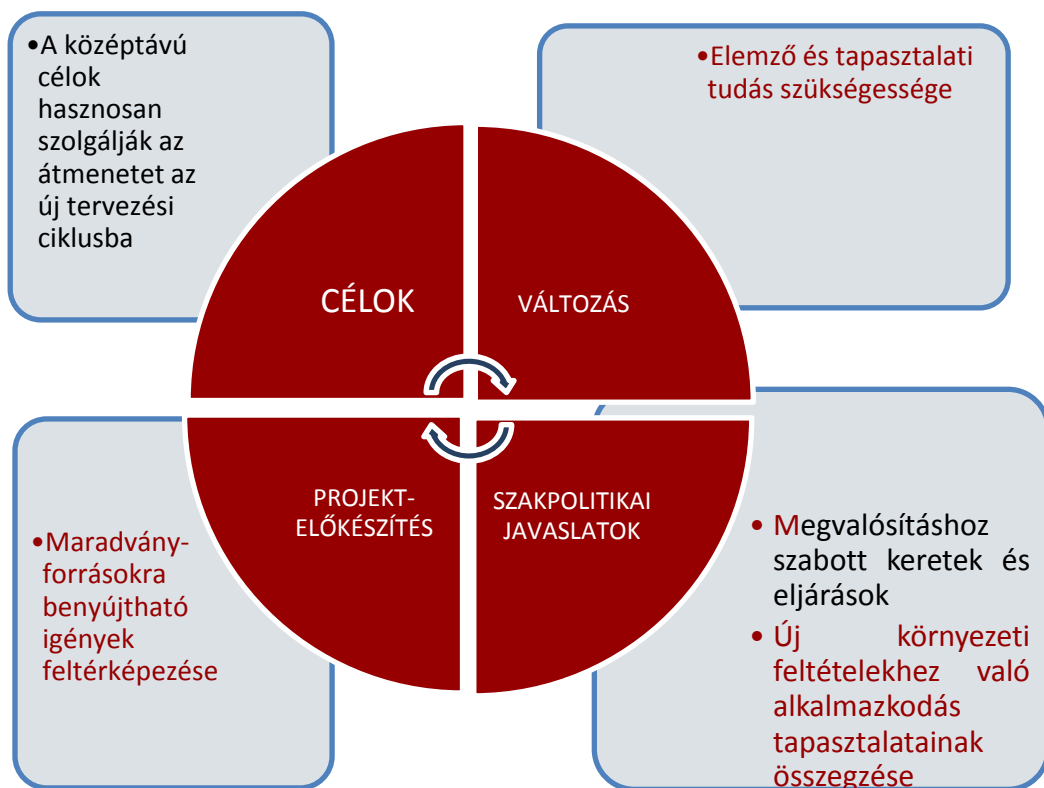 •A középtávú
célok
hasznosan
szolgálják az
átmenetet az
új tervezési
ciklusba
•Elemző és tapasztalati
tudás szükségessége
CÉLOK
VÁLTOZÁS
PROJEKT-
ELŐKÉSZÍTÉS
SZAKPOLITIKAI
JAVASLATOK
•Maradvány-
forrásokra
benyújtható
igények
feltérképezése
• Megvalósításhoz
szabott keretek és
eljárások
• Új környezeti
feltételekhez való
alkalmazkodás
tapasztalatainak
összegzése